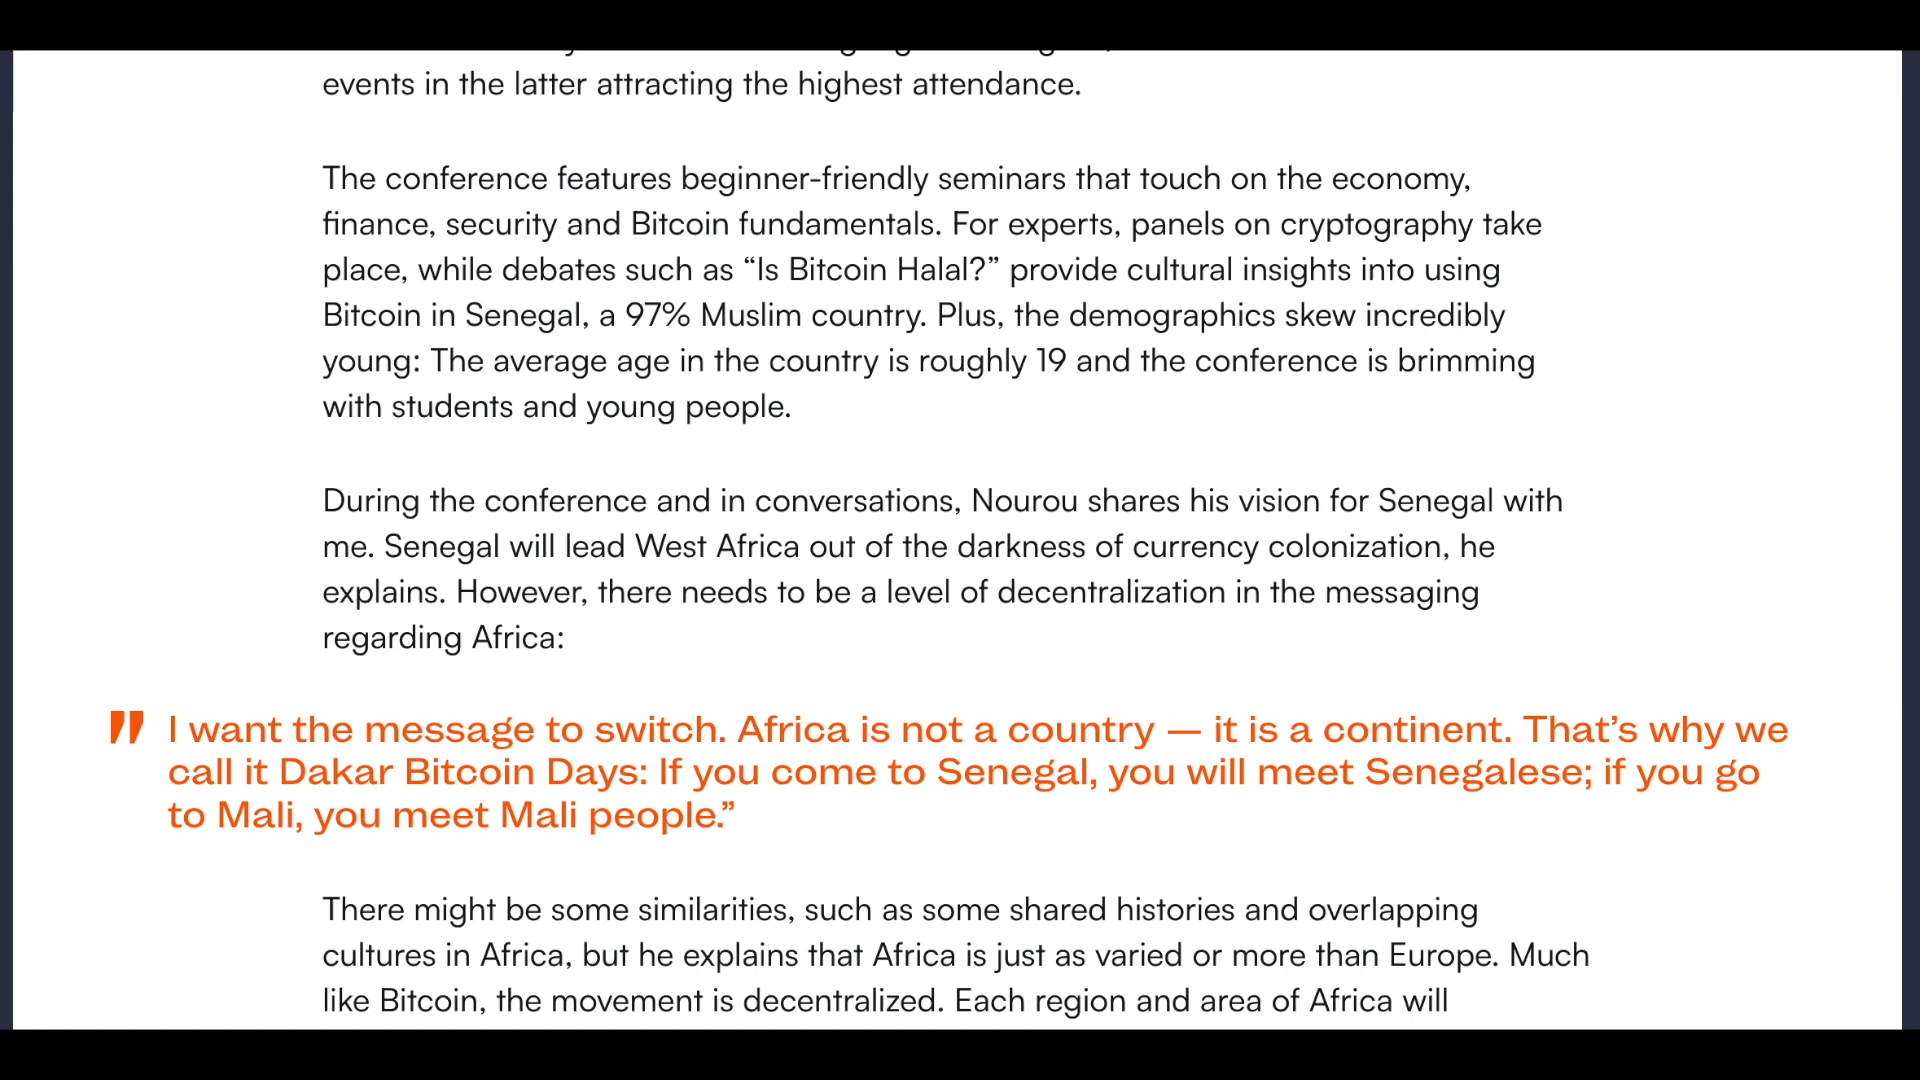 events in the latter attracting the highest attendance.
The conference features beginner-friendly seminars that touch on the economy,
finance, security and Bitcoin fundamentals. For experts, panels on cryptography take
place, while debates such as “Is Bitcoin Halal?” provide cultural insights into using
Bitcoin in Senegal, a 97% Muslim country. Plus, the demographics skew incredibly
young: The average age in the country is roughly 19 and the conference is brimming
with students and young people.
During the conference and in conversations, Nourou shares his vision for Senegal with
me. Senegal will lead West Africa out of the darkness of currency colonization, he
explains. However, there needs to be a level of decentralization in the messaging
regarding Africa:
" I want the message to switch. Africa is not a country — it is a continent. That’s why we
call it Dakar Bitcoin Days: If you come to Senegal, you will meet Senegalese; if you go
to Mali, you meet Mali people.”
There might be some similarities, such as some shared histories and overlapping
cultures in Africa, but he explains that Africa is just as varied or more than Europe. Much
like Bitcoin, the movement is decentralized. Each region and area of Africa will